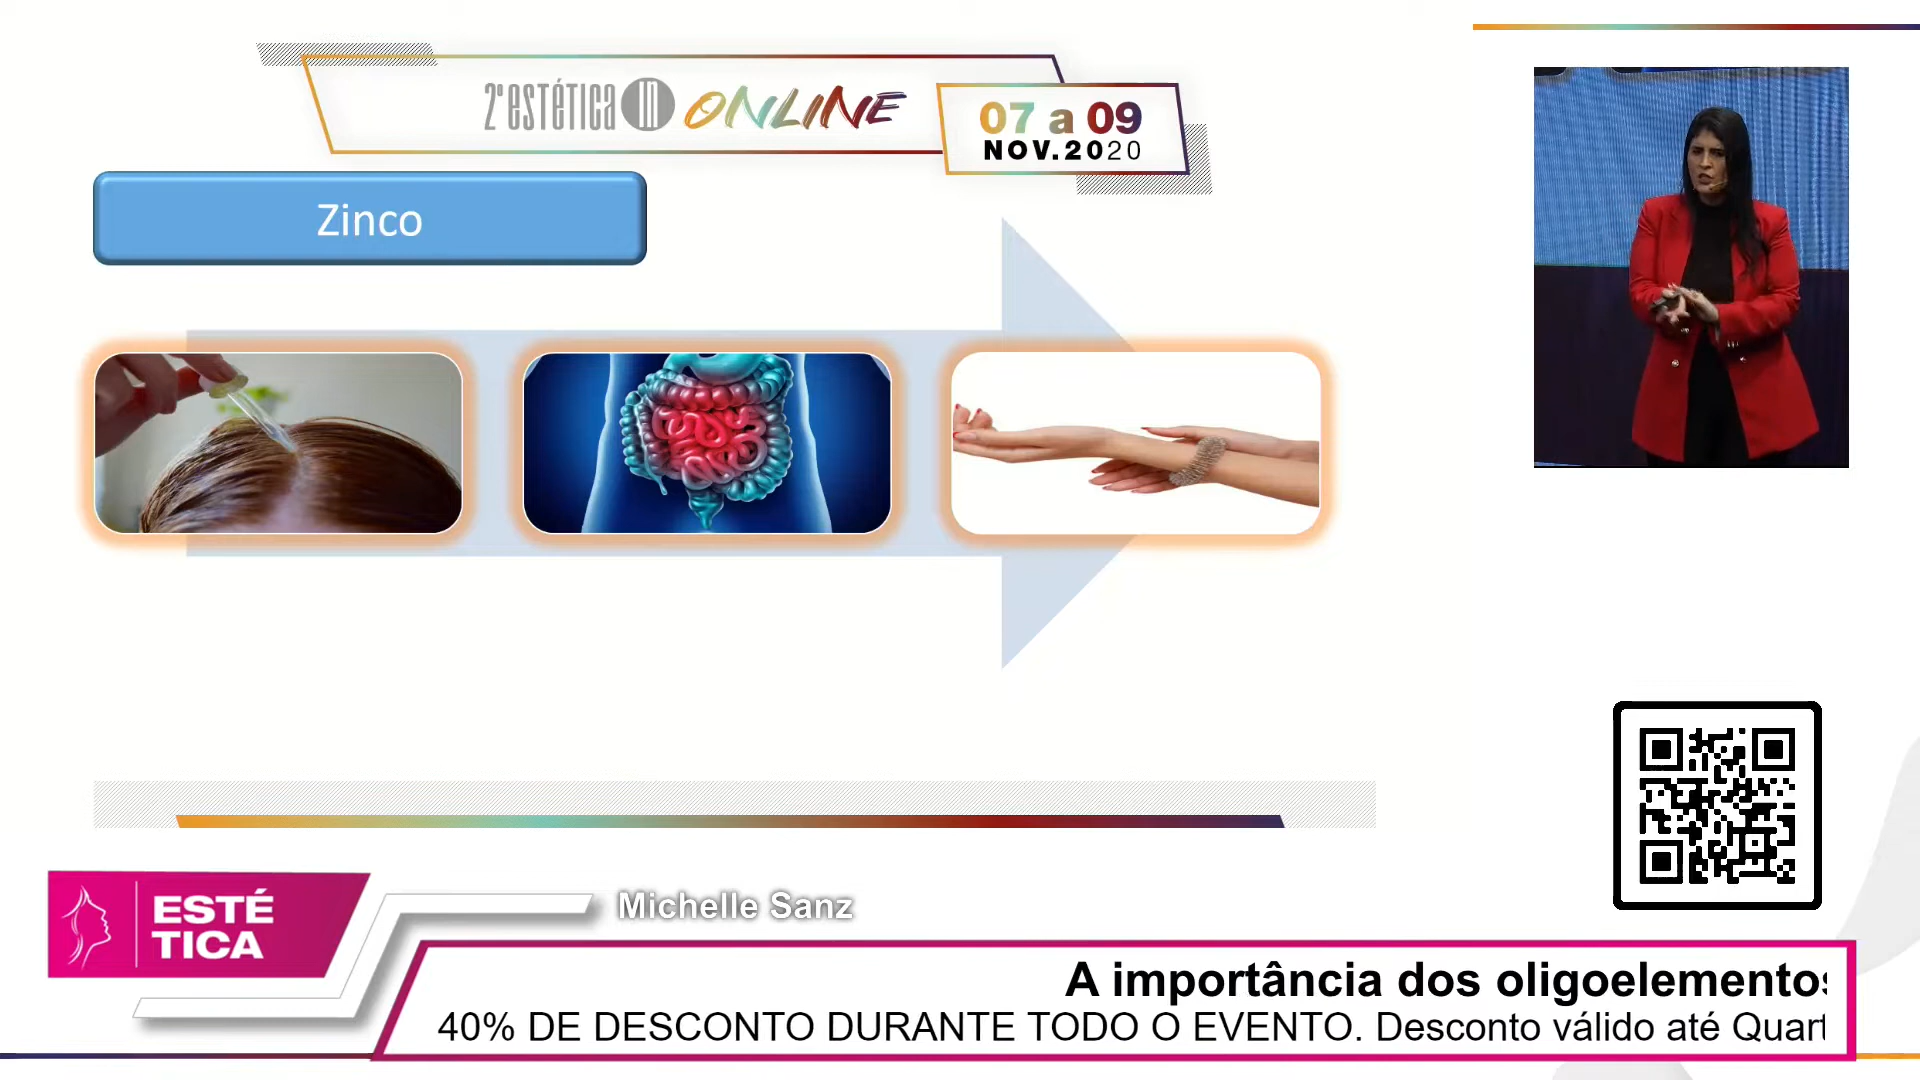 2ª estética in ONLINE
07 a 09
NOV.2020
Zinco
ESTÉ
TICA
Michelle Sanz
A importância dos oligoelementos
40% DE DESCONTO DURANTE TODO O EVENTO. Desconto válido até Quart